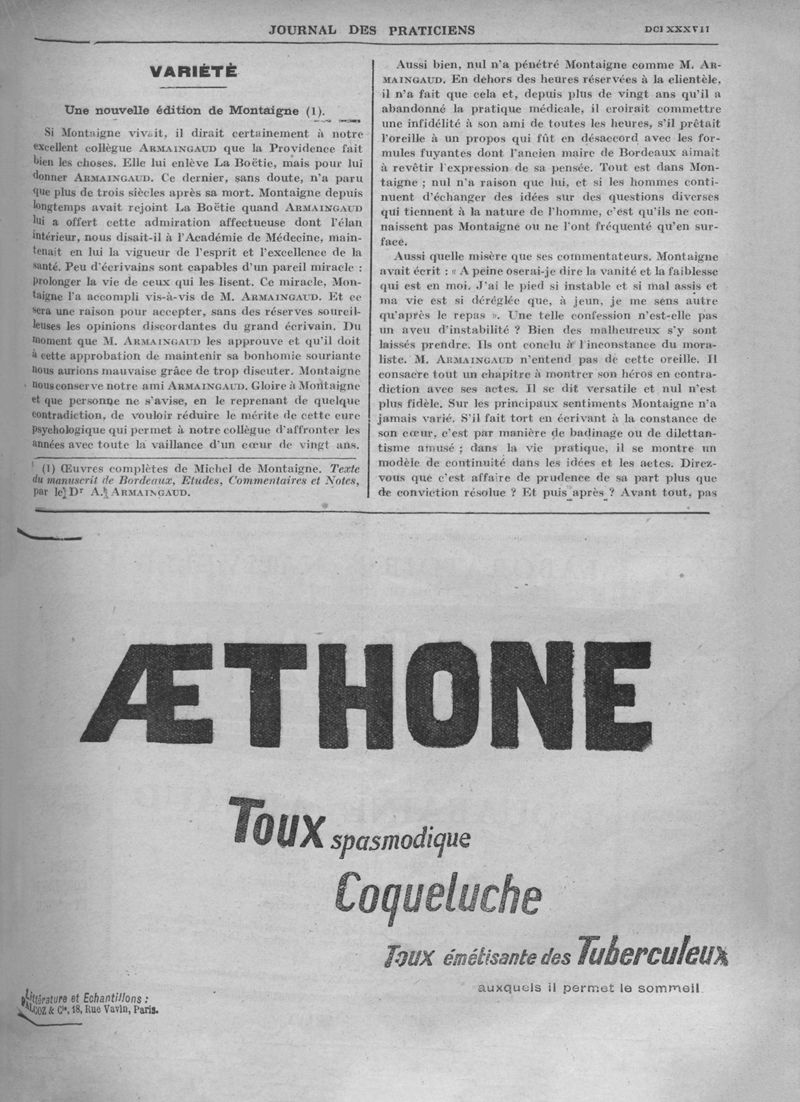 JOURNAL DES PRATICIENS
DCLXXXVII
VARIÉTÉ
Une nouvelle édition de Montaigne (1).
Si Montaigne vivait, il dirait certainement à notre
excellent collègue ARMAINGAUD que la Providence fait
bien les choses. Elle lui enlève La Boëtie, mais pour lui
donner ARMAINGAUD. Ce dernier, sans doute, n'a paru
que plus de trois siècles après sa mort. Montaigne depuis
longtemps avait rejoint La Boëtie quand ARMAINGAUD
lui a offert cette admiration affectueuse dont l'élan
intérieur, nous disait-il à l'Académie de Médecine, main-
tenait en lui la vigueur de l'esprit et l'excellence de la
santé. Peu d'écrivains sont capables d'un pareil miracle :
prolonger la vie de ceux qui les lisent. Ce miracle, Mon-
taigne l'a accompli vis-à-vis de M. ARMAINGAUD. Et ce
sera une raison pour accepter, sans des réserves sourcil-
leuses les opinions discordantes du grand écrivain. Du
moment que M. ARMAINGAUD les approuve et qu'il doit
à cette approbation de maintenir sa bonhomie souriante
nous aurions mauvaise grâce de trop discuter. Montaigne
nous conserve notre ami ARMAINGAUD. Gloire à Montaigne
et que personne ne s'avise, en le reprenant de quelque
contradiction, de vouloir réduire le mérite de cette cure
psychologique qui permet à notre collègue d'affronter les
années avec toute la vaillance d'un cœur de vingt ans.
(1) Œuvres complètes de Michel de Montaigne. Texte
du manuscrit de Bordeaux, Etudes, Commentaires et Notes,
par le Dr A. ARMAINGAUD.
Aussi bien, nul n'a pénétré Montaigne comme M. AR-
MAINGAUD. En dehors des heures réservées à la clientèle,
il n'a fait que cela et, depuis plus de vingt ans qu'il a
abandonné la pratique médicale, il croirait commettre
une infidélité à son ami de toutes les heures, s'il prêtait
l'oreille à un propos qui fût en désaccord avec les for-
mules fuyantes dont l'ancien maire de Bordeaux aimait
à revêtir l'expression de sa pensée. Tout est dans Mon-
taigne ; nul n'a raison que lui, et si les hommes conti-
nuent d'échanger des idées sur des questions diverses
qui tiennent à la nature de l'homme, c'est qu'ils ne con-
naissent pas Montaigne ou ne l'ont fréquenté qu'en sur-
face.
Aussi quelle misère que ses commentateurs. Montaigne
avait écrit : « A peine oserai-je dire la vanité et la faiblesse
qui est en moi. J'ai le pied si instable et si mal assis et
ma vie est si déréglée que, à jeun, je me sens autre
qu'après le repas ». Une telle confession n'est-elle pas
un aveu d'instabilité ? Bien des malheureux s'y sont
laissés prendre. Ils ont conclu à l'inconstance du mora-
liste. M. ARMAINGAUD n'entend pas de cette oreille. Il
consacre tout un chapitre à montrer son héros en contra-
diction avec ses actes. Il se dit versatile et nul n'est
plus fidèle. Sur les principaux sentiments Montaigne n'a
jamais varié. S'il fait tort en écrivant à la constance de
son cœur, c'est par manière de badinage ou de dilettan-
tisme amusé ; dans la vie pratique, il se montre un
modèle de continuité dans les idées et les actes. Direz-
vous que c'est affaire de prudence de sa part plus que
de conviction résolue ? Et puis après ? Avant tout, pas
ÆTHONE
Toux spasmodique
Coqueluche
Toux émétisante des Tuberculeux
auxquels il permet le sommeil
Littérature et Echantillons :
FALCOZ & Cie, 18, Rue Vavin, Paris.